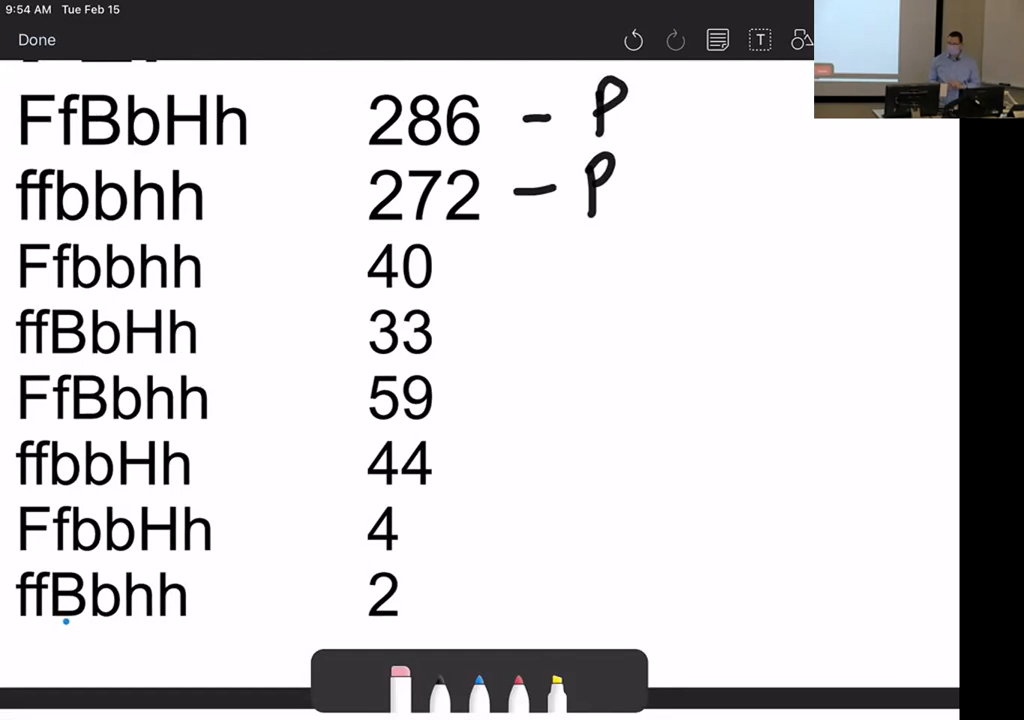 9:54 AM Tue Feb 15
Done
T
FfBbHh 286 - P
ffbbhh 272 - P
Ffbbhh 40
ffBbHh 33
FfBbhh 59
ffbbHh 44
FfbbHh 4
ffBbhh 2